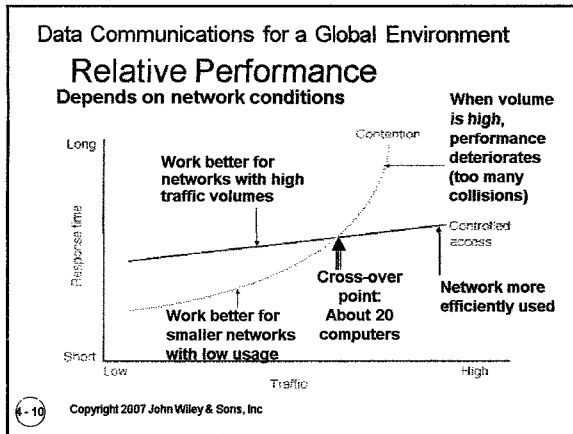 Data Communications for a Global Environment
Relative Performance
Depends on network conditions
When volume
is high,
performance
deteriorates
(too many
collisions)
Contention
Long
Work better for
networks with high
traffic volumes
Controlled
access
Response time
Cross-over
point:
About 20
computers
Network more
efficiently used
Work better for
smaller networks
with low usage
Short
Low
High
Traffic
4 - 10
Copyright 2007 John Wiley & Sons, Inc